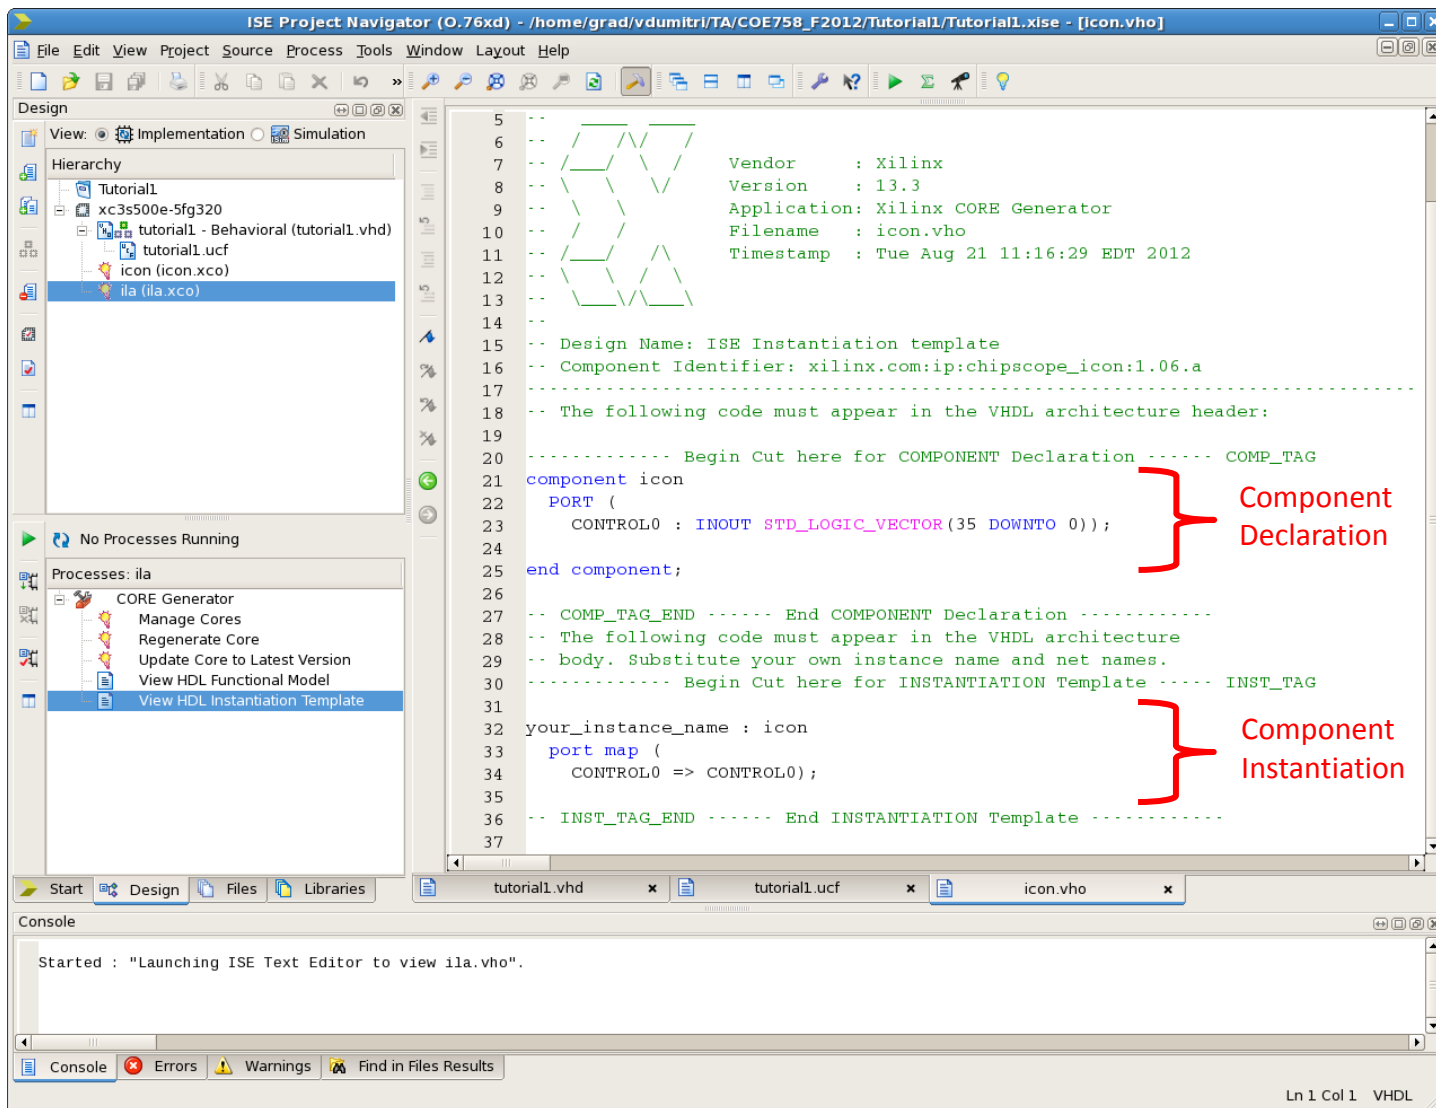 ISE Project Navigator (O.76xd) - /home/grad/vdumitri/TA/COE758_F2012/Tutorial1/Tutorial1.xise - [icon.vho]
File Edit View Project Source Process Tools Window Layout Help
»
Design
View: Implementation Simulation
Hierarchy
Tutorial1
xc3s500e-5fg320
tutorial1 - Behavioral (tutorial1.vhd)
tutorial1.ucf
icon (icon.xco)
ila (ila.xco)
No Processes Running
Processes: ila
CORE Generator
Manage Cores
Regenerate Core
Update Core to Latest Version
View HDL Functional Model
View HDL Instantiation Template
Start Design Files Libraries
5 --    ____  ____
6 --   /   /\/   /
7 -- /___/  \  /    Vendor     : Xilinx
8 -- \   \   \/     Version    : 13.3
9 --  \   \         Application: Xilinx CORE Generator
10 --  /   /         Filename   : icon.vho
11 -- /___/   /\     Timestamp  : Tue Aug 21 11:16:29 EDT 2012
12 -- \   \  /  \
13 --  \___\/\___\
14 --
15 -- Design Name: ISE Instantiation template
16 -- Component Identifier: xilinx.com:ip:chipscope_icon:1.06.a
17 -------------------------------------------------------------------------------
18 -- The following code must appear in the VHDL architecture header:
19
20 ------------- Begin Cut here for COMPONENT Declaration ------ COMP_TAG
21 component icon
22   PORT (
23     CONTROL0 : INOUT STD_LOGIC_VECTOR(35 DOWNTO 0));
24
25 end component;
26
27 -- COMP_TAG_END ------ End COMPONENT Declaration ------------
28 -- The following code must appear in the VHDL architecture
29 -- body. Substitute your own instance name and net names.
30 ------------- Begin Cut here for INSTANTIATION Template ----- INST_TAG
31
32 your_instance_name : icon
33   port map (
34     CONTROL0 => CONTROL0);
35
36 -- INST_TAG_END ------ End INSTANTIATION Template ------------
37
Component
Declaration
Component
Instantiation
tutorial1.vhd tutorial1.ucf icon.vho
Console
Started : "Launching ISE Text Editor to view ila.vho".
Console Errors Warnings Find in Files Results
Ln 1 Col 1 VHDL